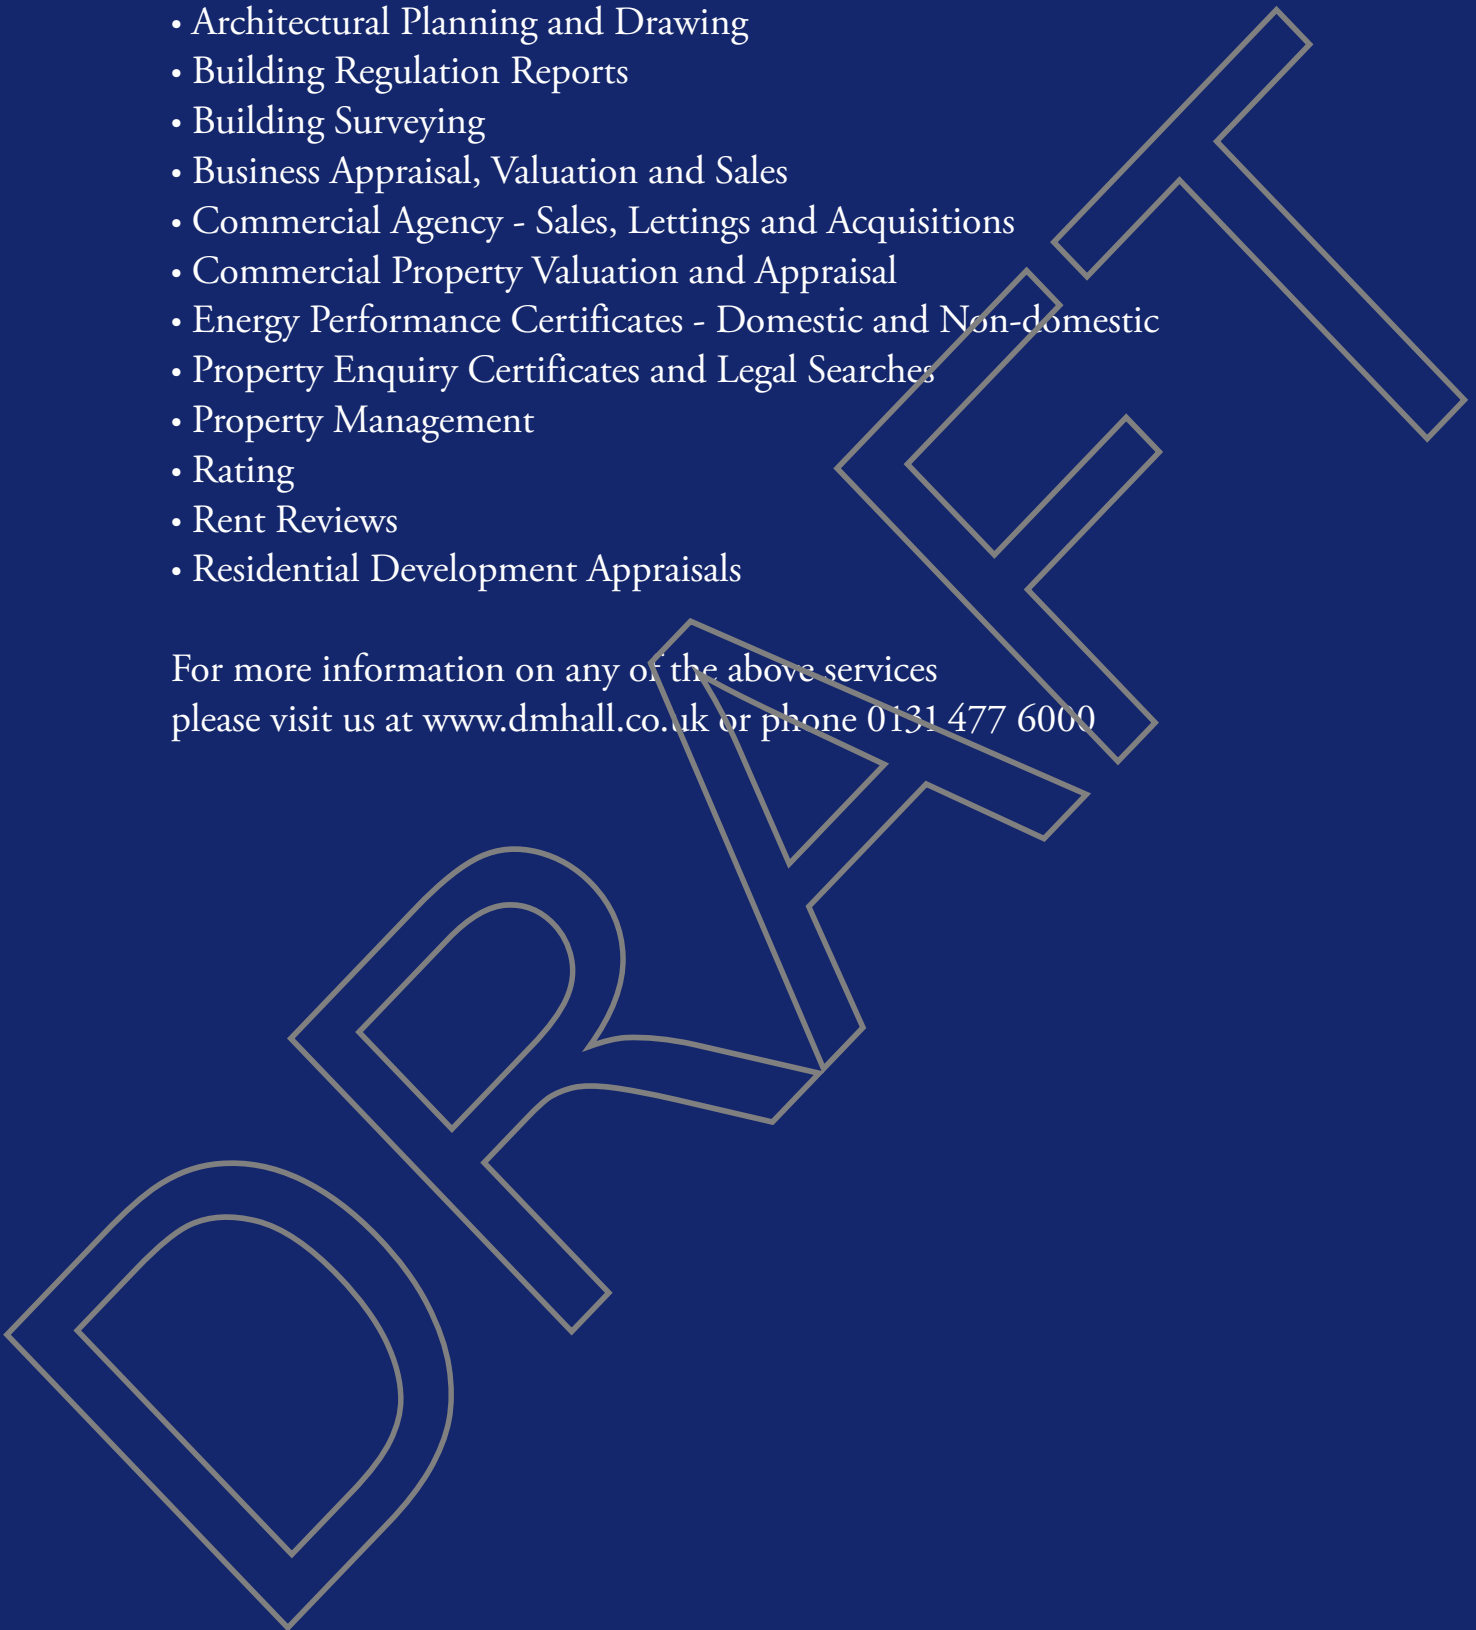 • Architectural Planning and Drawing
• Building Regulation Reports
• Building Surveying
• Business Appraisal, Valuation and Sales
• Commercial Agency - Sales, Lettings and Acquisitions
• Commercial Property Valuation and Appraisal
• Energy Performance Certificates - Domestic and Non-domestic
• Property Enquiry Certificates and Legal Searches
• Property Management
• Rating
• Rent Reviews
• Residential Development Appraisals
For more information on any of the above services
please visit us at www.dmhall.co.uk or phone 0131 477 6000
DRAFT